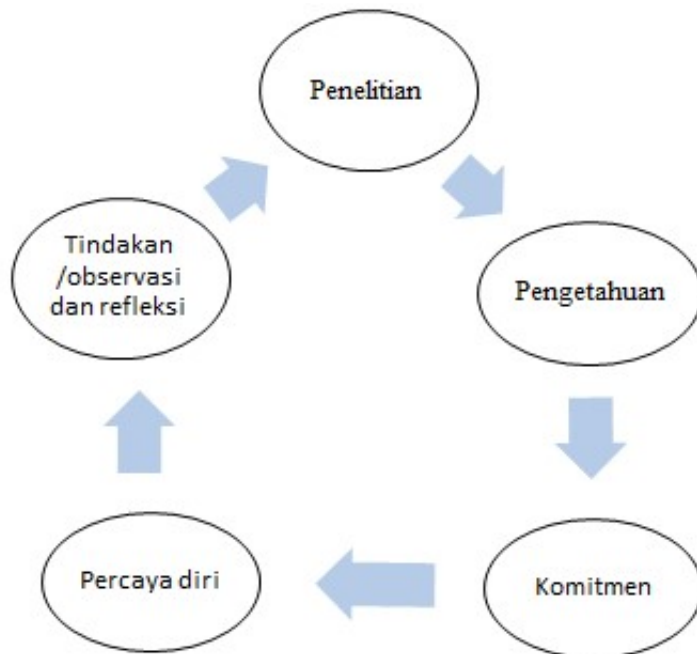 Penelitian
Pengetahuan
Komitmen
Percaya diri
Tindakan
/observasi
dan refleksi